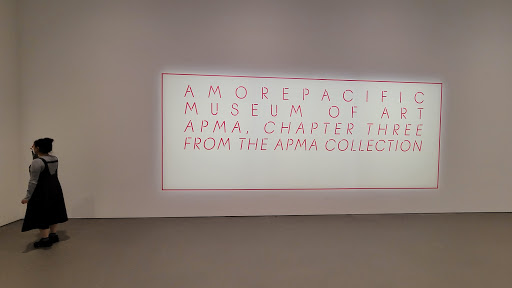 AMOREPACIFIC
MUSEUM OF ART
APMA, CHAPTER THREE
FROM THE APMA COLLECTION